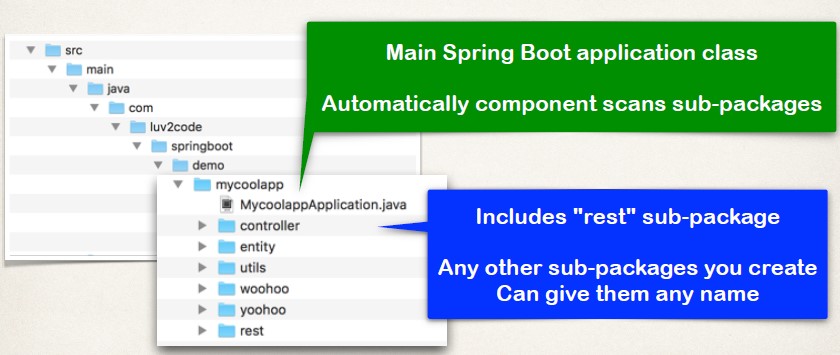 src
main
java
com
luv2code
springboot
demo
mycoolapp
MycoolappApplication.java
controller
entity
utils
woohoo
yoohoo
rest
Main Spring Boot application class
Automatically component scans sub-packages
Includes "rest" sub-package
Any other sub-packages you create
Can give them any name